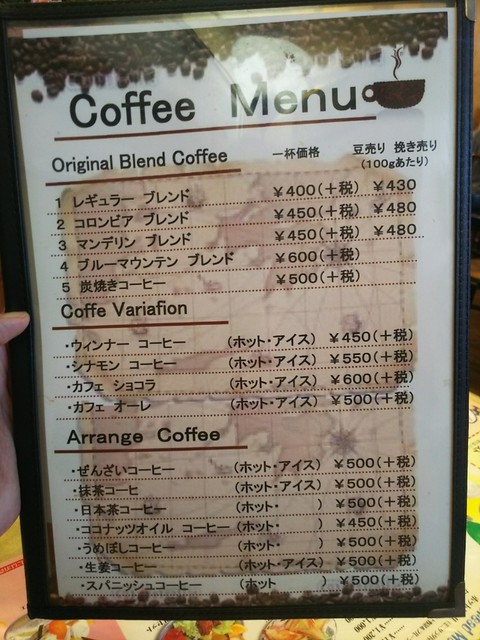 Coffee Menu
Original Blend Coffee 一杯価格 豆売り 挽き売り
(100gあたり)
1 レギュラー ブレンド ￥400(＋税) ￥430
2 コロンビア ブレンド ￥450(＋税) ￥480
3 マンデリン ブレンド ￥450(＋税) ￥480
4 ブルーマウンテン ブレンド ￥600(＋税)
5 炭焼きコーヒー ￥500(＋税)
Coffe Variafion
・ウィンナー コーヒー (ホット・アイス) ￥450(＋税)
・シナモン コーヒー (ホット・アイス) ￥550(＋税)
・カフェ ショコラ (ホット・アイス) ￥600(＋税)
・カフェ オーレ (ホット・アイス) ￥500(＋税)
Arrange Coffee
・ぜんざいコーヒー (ホット・アイス) ￥500(＋税)
・抹茶コーヒ (ホット・アイス) ￥500(＋税)
・日本茶コーヒー (ホット・ ) ￥500(＋税)
・ココナッツオイル コーヒー (ホット・ ) ￥450(＋税)
・うめぼしコーヒー (ホット・ ) ￥500(＋税)
・生姜コーヒー (ホット・アイス) ￥500(＋税)
・スパニッシュコーヒー (ホット ) ￥500(＋税)